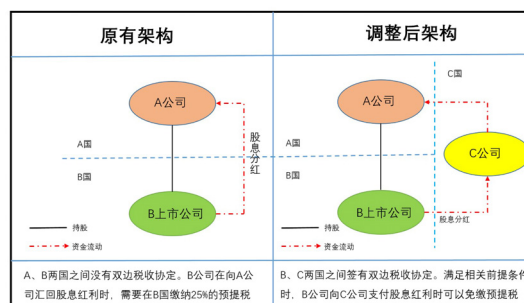 原有架构
调整后架构
A公司
股息分红
A国
B国
B上市公司
持股
资金流动
C国
A公司
C公司
A国
B国
B上市公司
股息分红
持股
资金流动
A、B两国之间没有双边税收协定。B公司在向A公
司汇回股息红利时，需要在B国缴纳25%的预提税
B、C两国之间签有双边税收协定。满足相关前提条件
时，B公司向C公司支付股息红利时可以免缴预提税